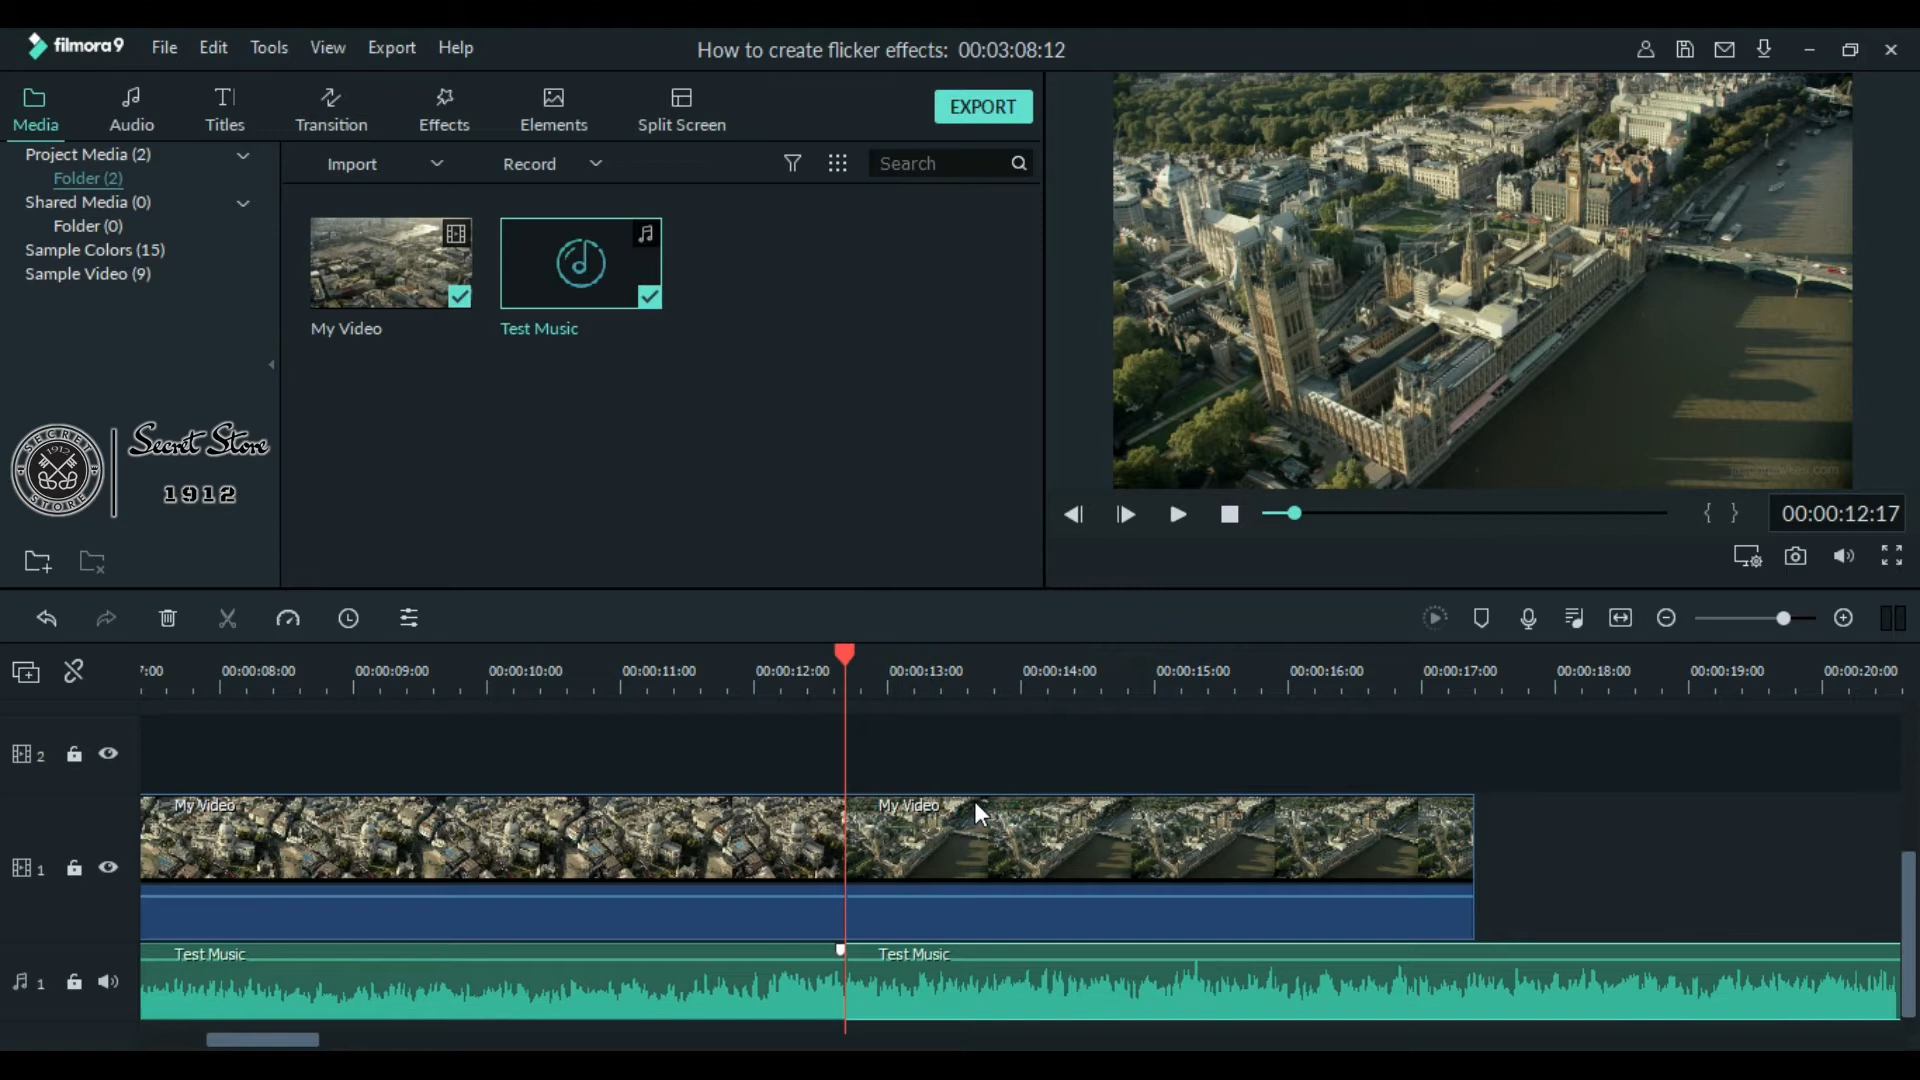 filmora9 File Edit Tools View Export Help How to create flicker effects: 00:03:08:12
Media Audio Titles Transition Effects Elements Split Screen EXPORT
Project Media (2)
Folder (2)
Shared Media (0)
Folder (0)
Sample Colors (15)
Sample Video (9)
Import Record Search
My Video Test Music
SECRET
1912
STORE
Secret Store
1912
00:00:12:17
7:00 00:00:08:00 00:00:09:00 00:00:10:00 00:00:11:00 00:00:12:00 00:00:13:00 00:00:14:00 00:00:15:00 00:00:16:00 00:00:17:00 00:00:18:00 00:00:19:00 00:00:20:00
2
My Video My Video
1
Test Music Test Music
1